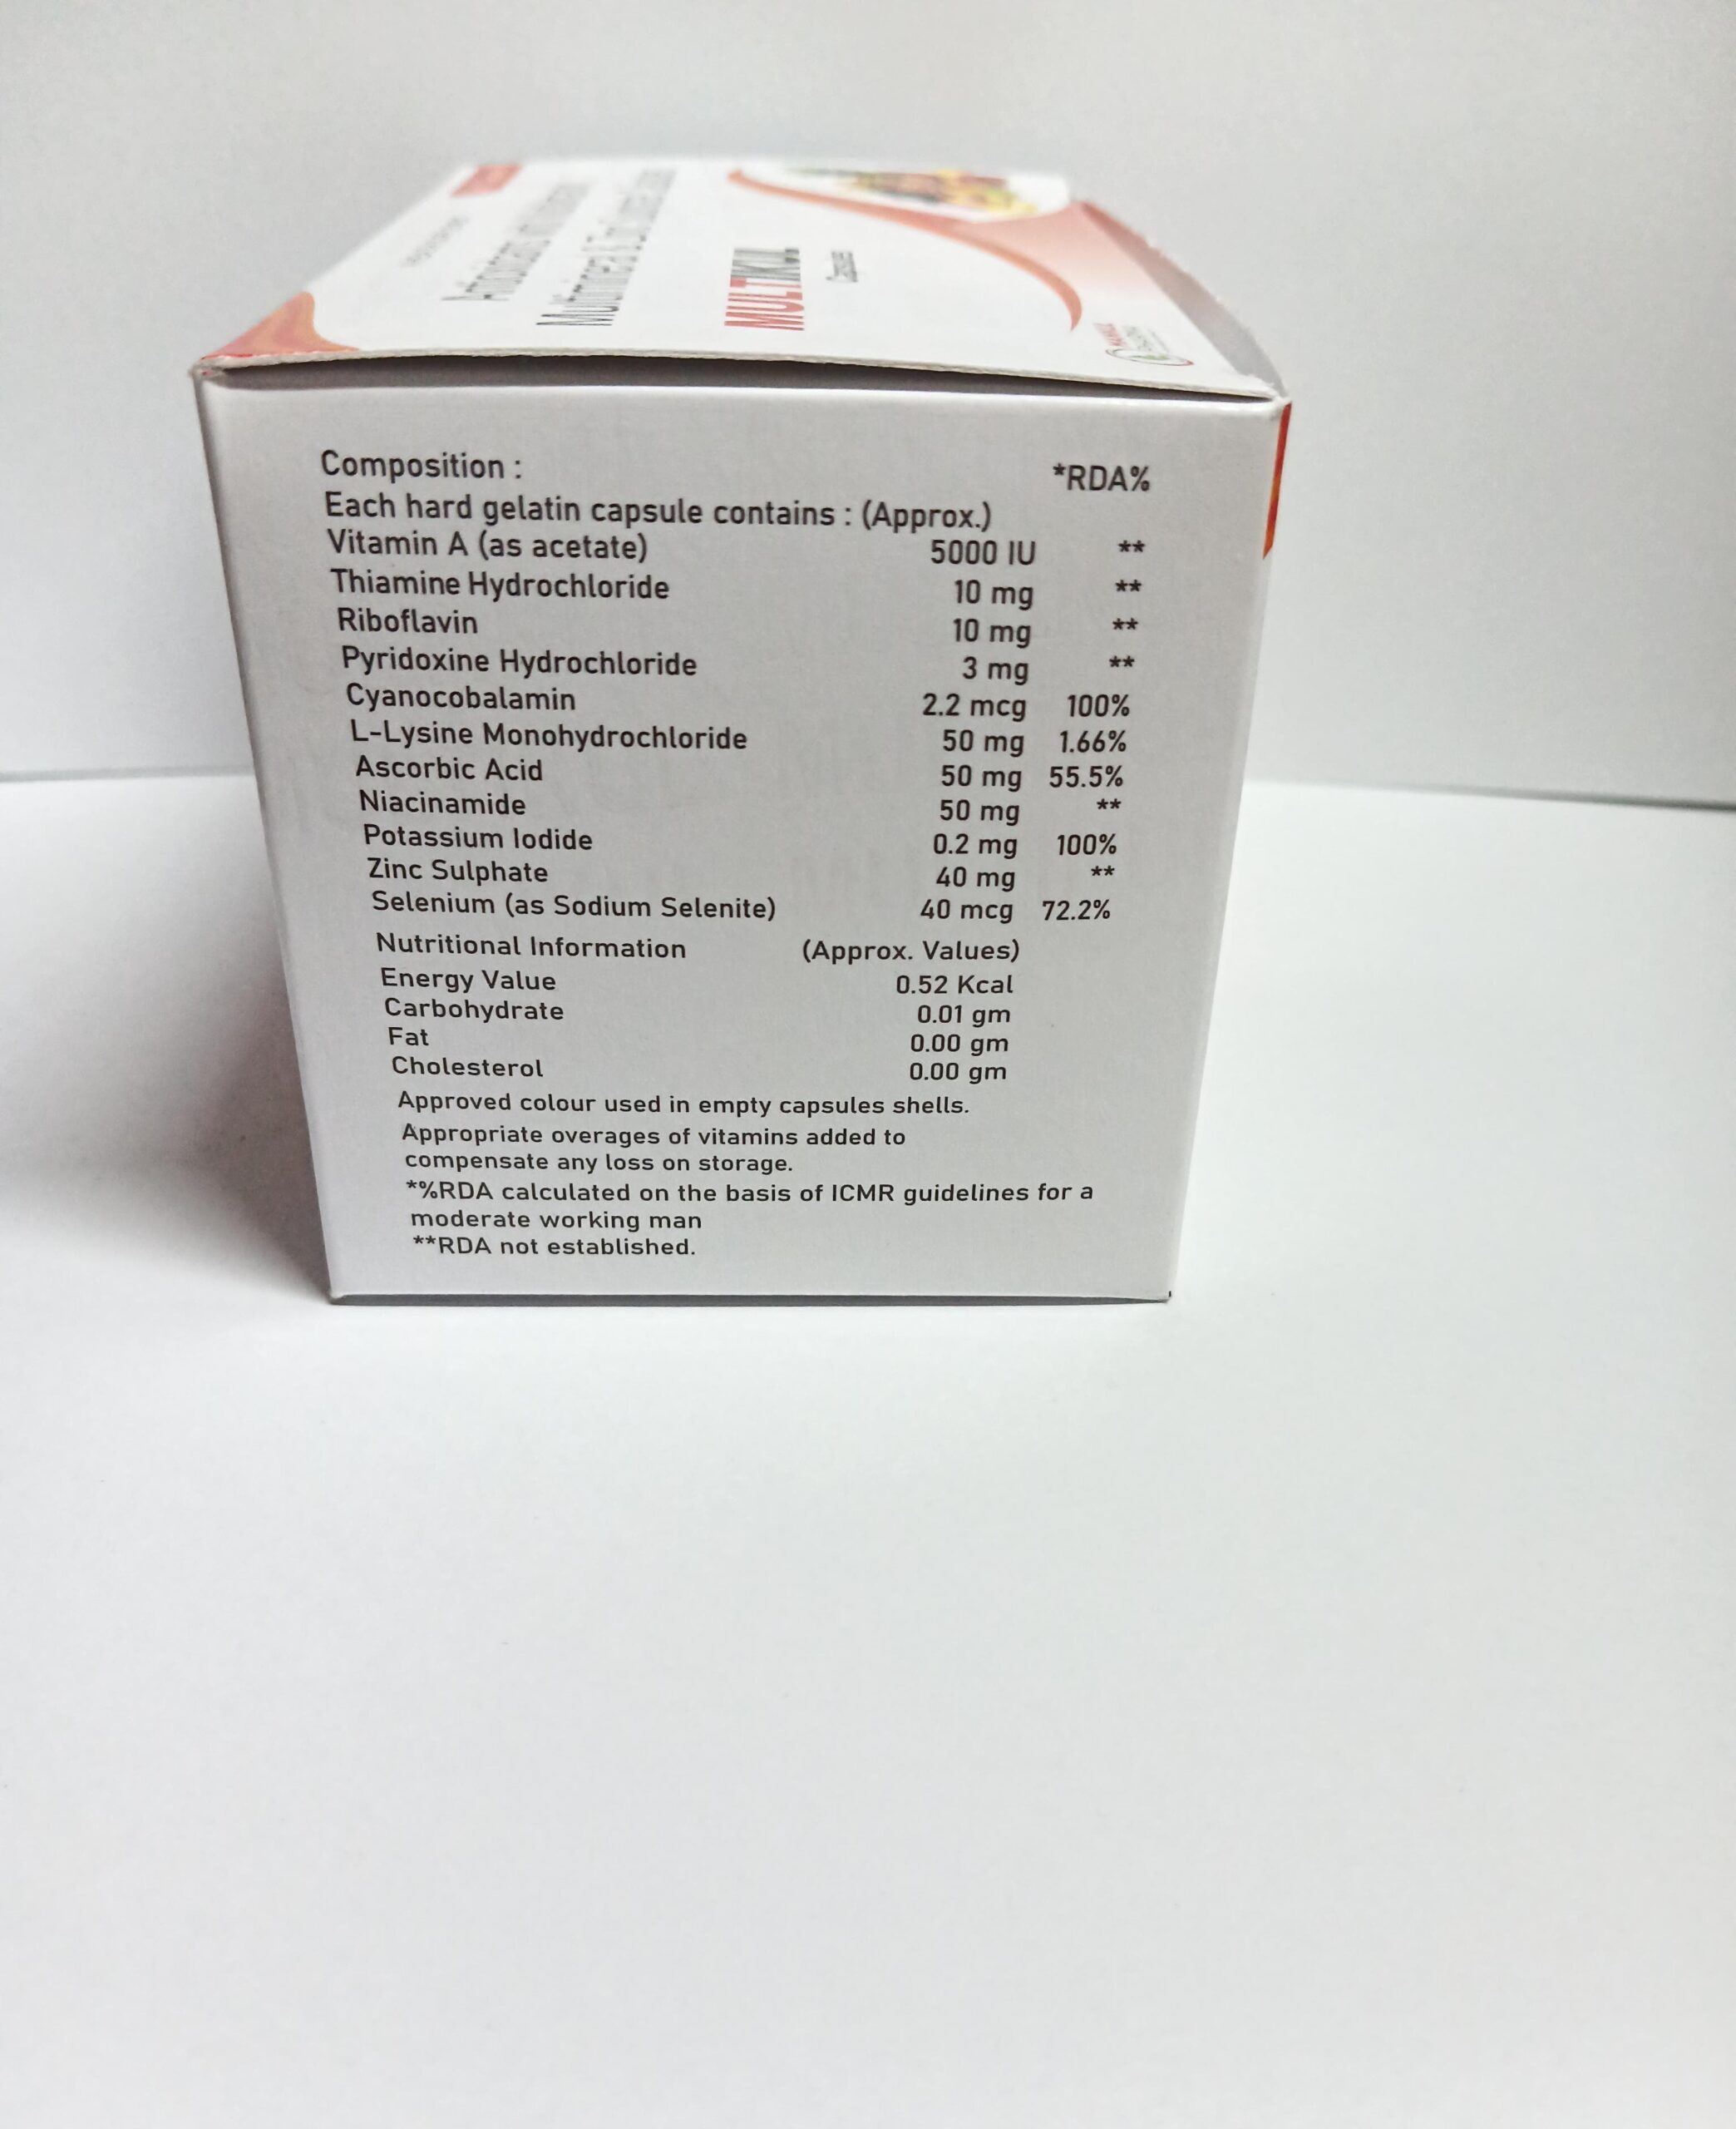 MULTIKUL
Capsules
Composition :
*RDA%
Each hard gelatin capsule contains : (Approx.)
Vitamin A (as acetate) 5000 IU **
Thiamine Hydrochloride 10 mg **
Riboflavin 10 mg **
Pyridoxine Hydrochloride 3 mg **
Cyanocobalamin 2.2 mcg 100%
L-Lysine Monohydrochloride 50 mg 1.66%
Ascorbic Acid 50 mg 55.5%
Niacinamide 50 mg **
Potassium Iodide 0.2 mg 100%
Zinc Sulphate 40 mg **
Selenium (as Sodium Selenite) 40 mcg 72.2%
Nutritional Information (Approx. Values)
Energy Value 0.52 Kcal
Carbohydrate 0.01 gm
Fat 0.00 gm
Cholesterol 0.00 gm
Approved colour used in empty capsules shells.
Appropriate overages of vitamins added to
compensate any loss on storage.
*%RDA calculated on the basis of ICMR guidelines for a
moderate working man
**RDA not established.